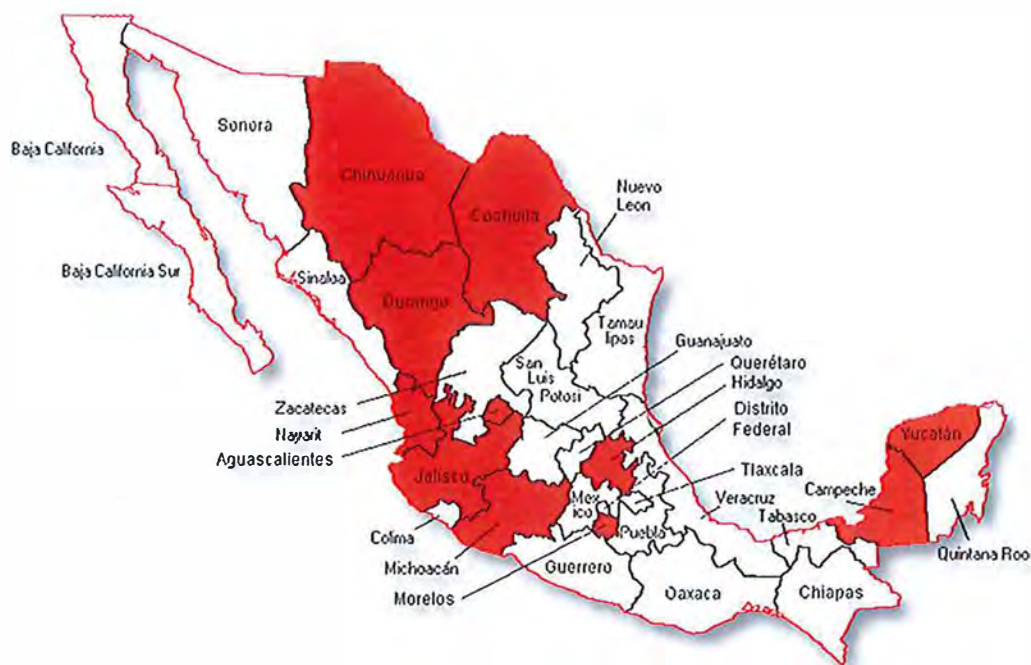 Sonora
Baja California
Chihuahua
Nuevo
Leon
Coahuila
Baja California Sur
Sinaloa
Durango
Tamau
lipas
Guanajuato
San
Luis
Potosi
Querétaro
Hidalgo
Zacatecas
Distrito
Federal
Nayarit
Aguascalientes
Yucatán
Jalisco
Tlaxcala
Campeche
Mex
ico
Veracruz
Tabasco
Colima
Puebla
Quintana Roo
Michoacán
Guerrero
Morelos
Oaxaca
Chiapas